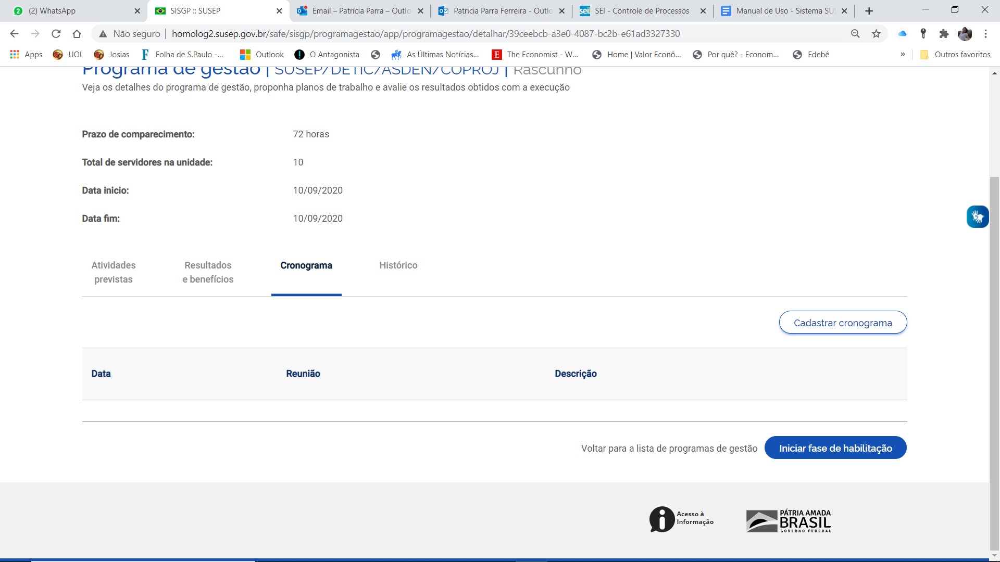 2 (2) WhatsApp
SISGP :: SUSEP
Email – Patrícia Parra – Outlo
Patricia Parra Ferreira - Outlo
sei. SEI - Controle de Processos
Manual de Uso - Sistema SU
Não seguro | homolog2.susep.gov.br/safe/sisgp/programagestao/app/programagestao/detalhar/39ceebcb-a3e0-4087-bc2b-e61ad3327330
Apps UOL Josias Folha de S.Paulo -... Outlook O Antagonista As Últimas Notícias... The Economist - W... Home | Valor Econô... Por quê? - Econom... Edebê » Outros favoritos
Programa de gestão | SUSEP/DETIC/ASDEN/COPROJ | Rascunho
Veja os detalhes do programa de gestão, proponha planos de trabalho e avalie os resultados obtidos com a execução
Prazo de comparecimento: 72 horas
Total de servidores na unidade: 10
Data inicio: 10/09/2020
Data fim: 10/09/2020
Atividades previstas
Resultados e benefícios
Cronograma
Histórico
Cadastrar cronograma
Data Reunião Descrição
Voltar para a lista de programas de gestão Iniciar fase de habilitação
Acesso à
Informação
PÁTRIA AMADA
BRASIL
GOVERNO FEDERAL